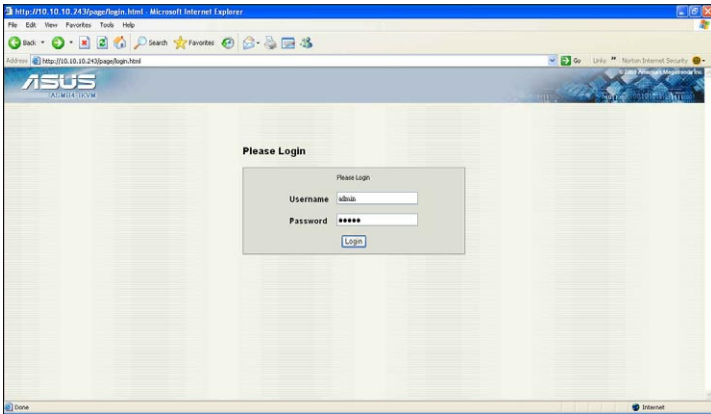 http://10.10.10.243/page/login.html - Microsoft Internet Explorer
File Edit View Favorites Tools Help
Back Search Favorites
Address http://10.10.10.243/page/login.html Go Links Norton Internet Security
ASUS
Please Login
Please Login
Username admin
Password •••••
Login
Done Internet